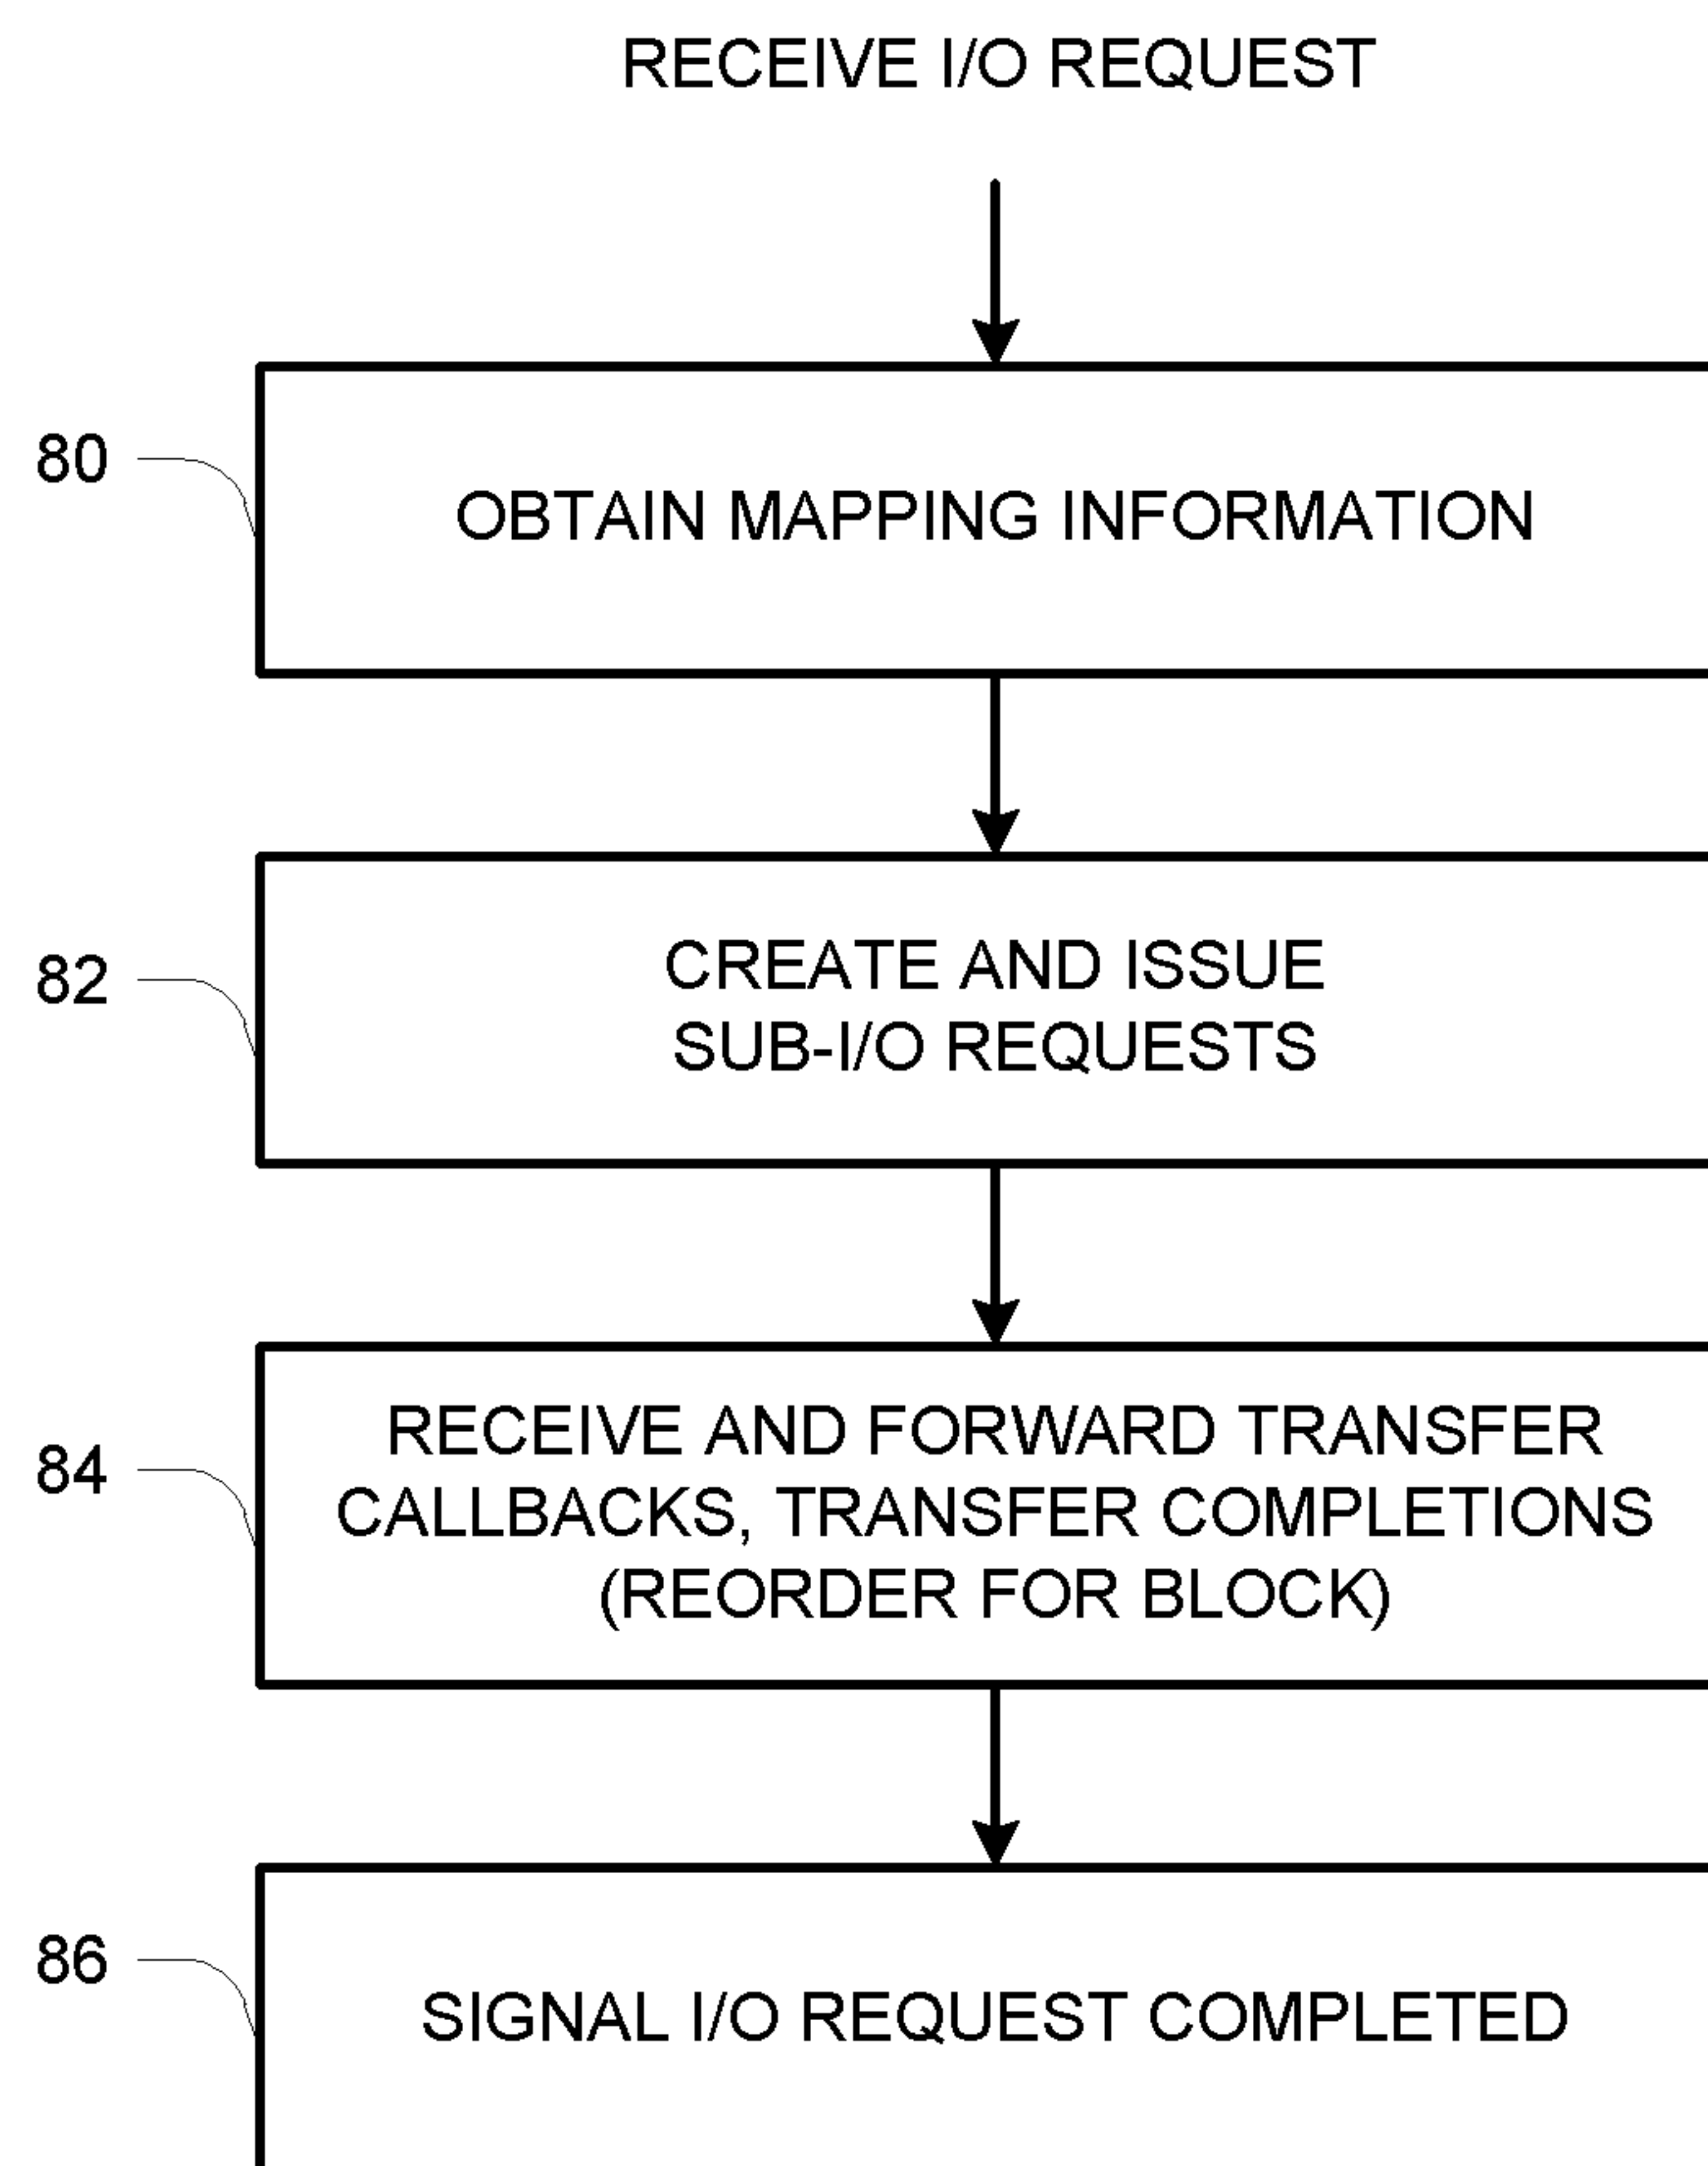 RECEIVE I/O REQUEST
80
OBTAIN MAPPING INFORMATION
82
CREATE AND ISSUE
SUB-I/O REQUESTS
84
RECEIVE AND FORWARD TRANSFER
CALLBACKS, TRANSFER COMPLETIONS
(REORDER FOR BLOCK)
86
SIGNAL I/O REQUEST COMPLETED